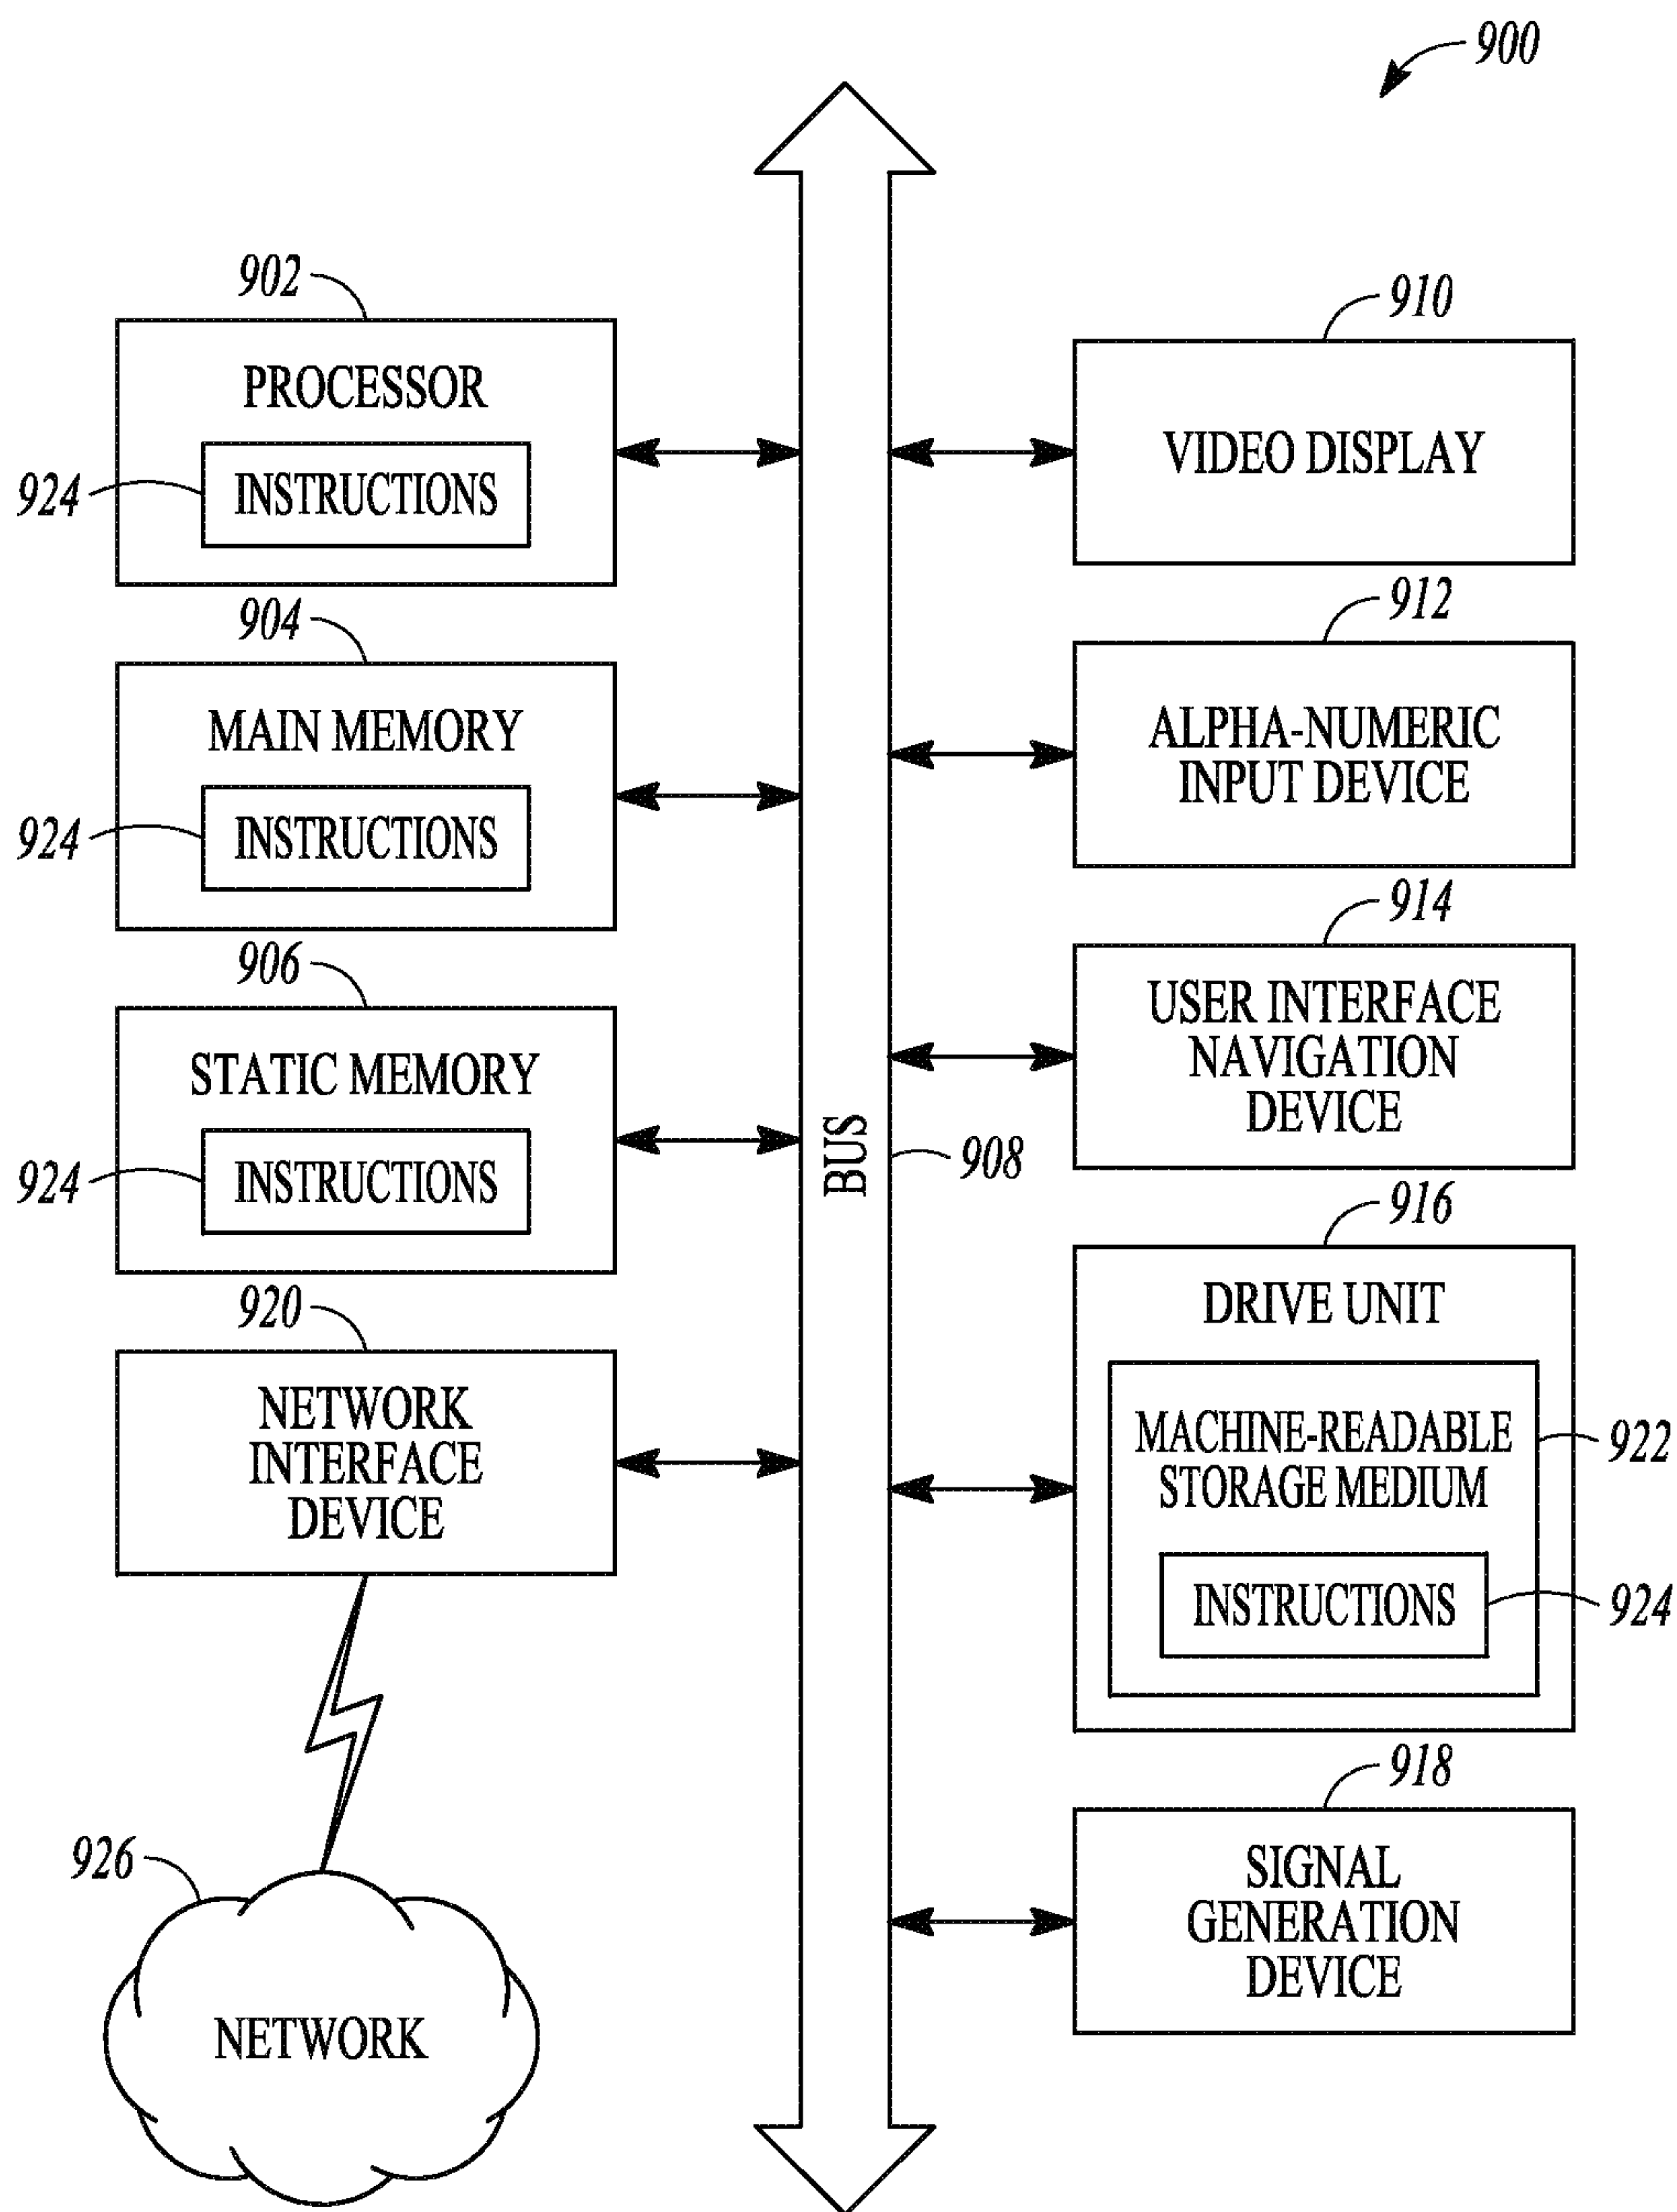 900
902
PROCESSOR
924
INSTRUCTIONS
904
MAIN MEMORY
924
INSTRUCTIONS
906
STATIC MEMORY
924
INSTRUCTIONS
920
NETWORK
INTERFACE
DEVICE
926
NETWORK
BUS
908
910
VIDEO DISPLAY
912
ALPHA-NUMERIC
INPUT DEVICE
914
USER INTERFACE
NAVIGATION
DEVICE
916
DRIVE UNIT
MACHINE-READABLE
STORAGE MEDIUM
922
INSTRUCTIONS
924
918
SIGNAL
GENERATION
DEVICE